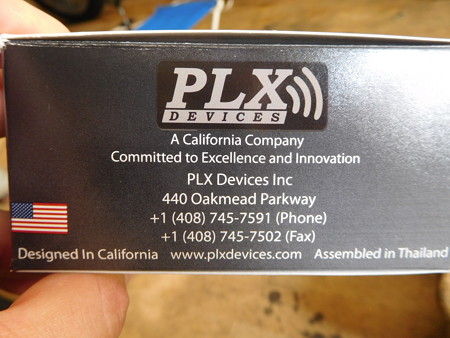 PLX
DEVICES
A California Company
Committed to Excellence and Innovation
PLX Devices Inc
440 Oakmead Parkway
+1 (408) 745-7591 (Phone)
+1 (408) 745-7502 (Fax)
Designed In California www.plxdevices.com Assembled in Thailand